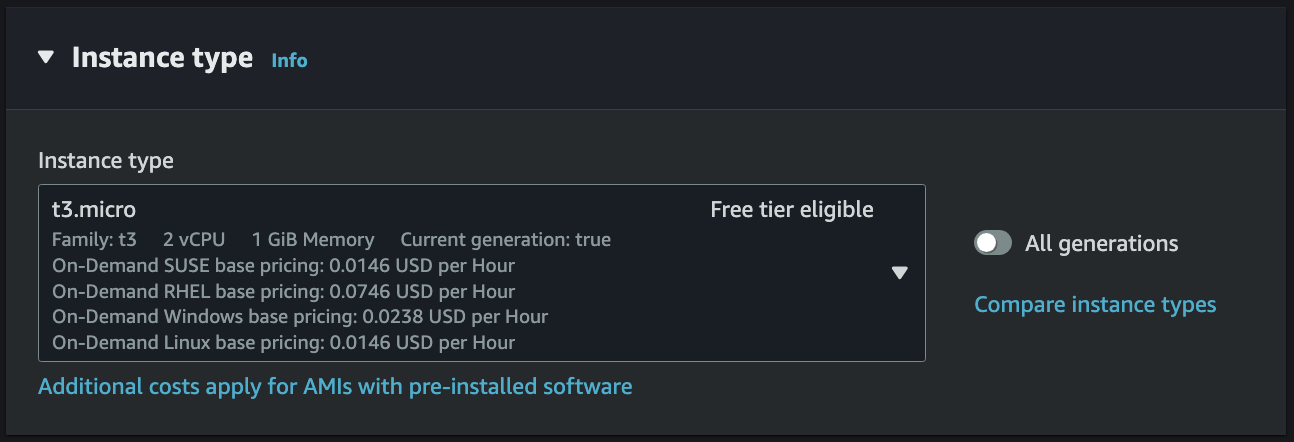 Instance type Info
Instance type
t3.micro Free tier eligible
Family: t3 2 vCPU 1 GiB Memory Current generation: true
On-Demand SUSE base pricing: 0.0146 USD per Hour
On-Demand RHEL base pricing: 0.0746 USD per Hour
On-Demand Windows base pricing: 0.0238 USD per Hour
On-Demand Linux base pricing: 0.0146 USD per Hour
All generations
Compare instance types
Additional costs apply for AMIs with pre-installed software